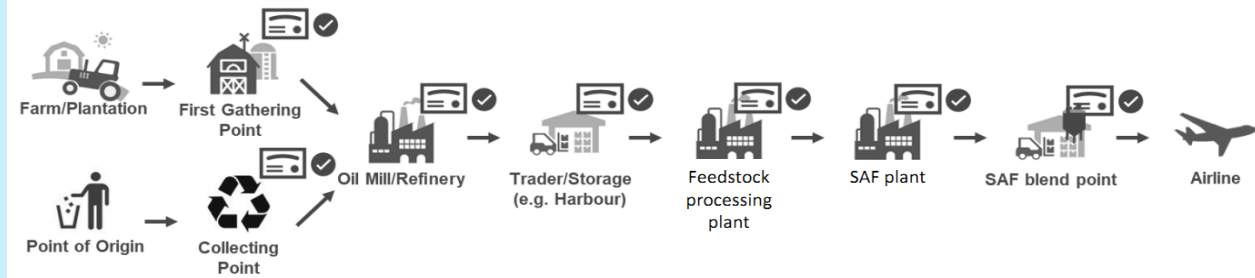 Farm/Plantation
First Gathering
Point
Point of Origin
Collecting
Point
Oil Mill/Refinery
Trader/Storage
(e.g. Harbour)
Feedstock
processing
plant
SAF plant
SAF blend point
Airline